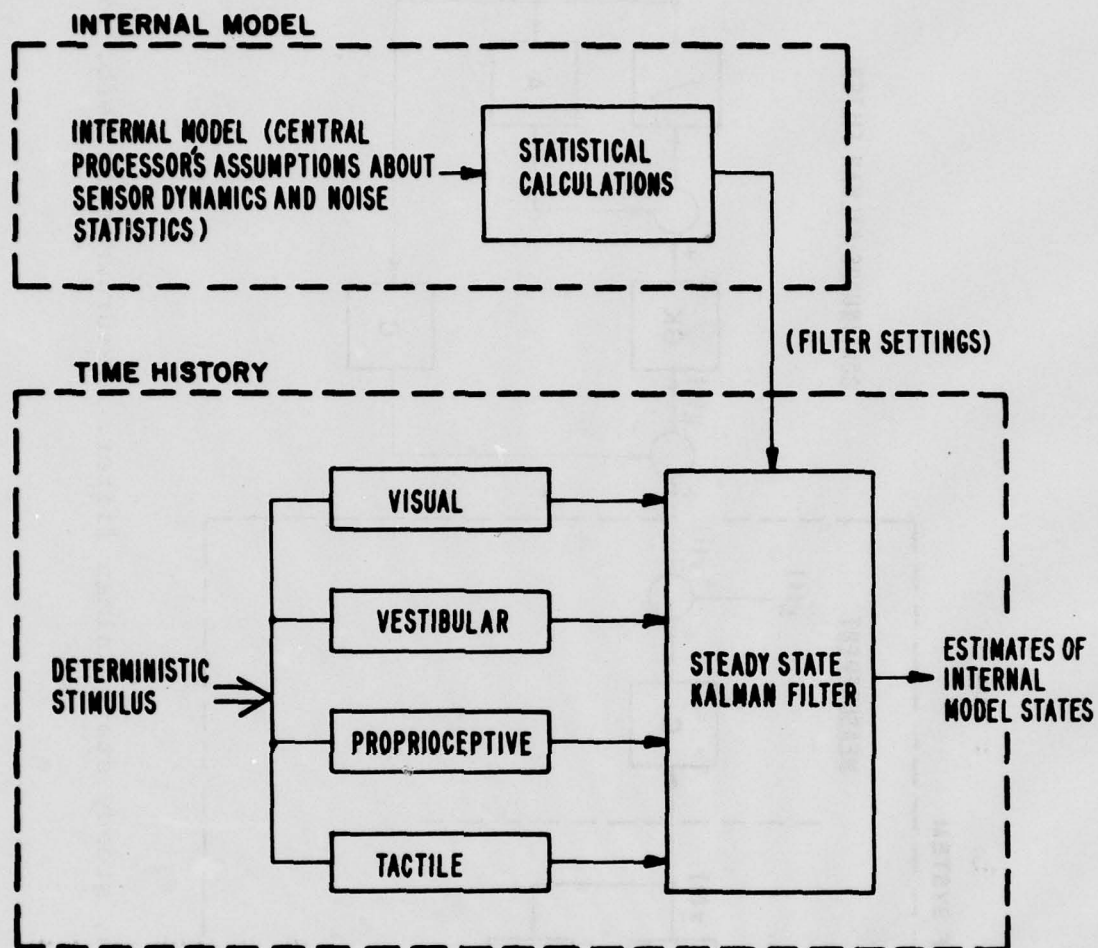 INTERNAL MODEL
INTERNAL MODEL (CENTRAL
PROCESSOR'S ASSUMPTIONS ABOUT
SENSOR DYNAMICS AND NOISE
STATISTICS)
STATISTICAL
CALCULATIONS
(FILTER SETTINGS)
TIME HISTORY
VISUAL
VESTIBULAR
DETERMINISTIC
STIMULUS
PROPRIOCEPTIVE
TACTILE
STEADY STATE
KALMAN FILTER
ESTIMATES OF
INTERNAL
MODEL STATES